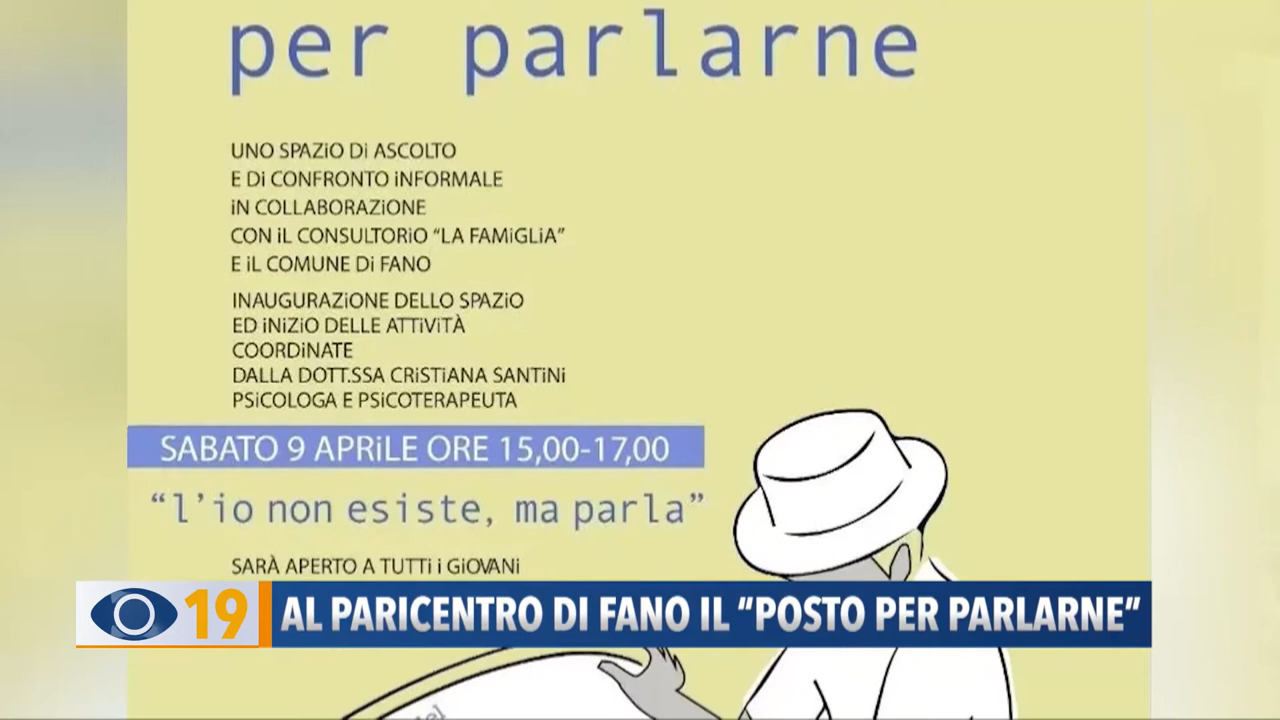 per parlarne
UNO SPAZiO Di ASCOLTO
E Di CONFRONTO iNFORMALE
iN COLLABORAZiONE
CON iL CONSULTORiO “LA FAMiGLiA”
E iL COMUNE Di FANO
INAUGURAZiONE DELLO SPAZiO
ED iNiZiO DELLE ATTiViTÀ
COORDiNATE
DALLA DOTT.SSA CRiSTiANA SANTiNi
PSiCOLOGA E PSiCOTERAPEUTA
SABATO 9 APRiLE ORE 15,00-17,00
“l’io non esiste, ma parla”
SARÀ APERTO A TUTTi i GiOVANi
19 AL PARICENTRO DI FANO IL “POSTO PER PARLARNE”